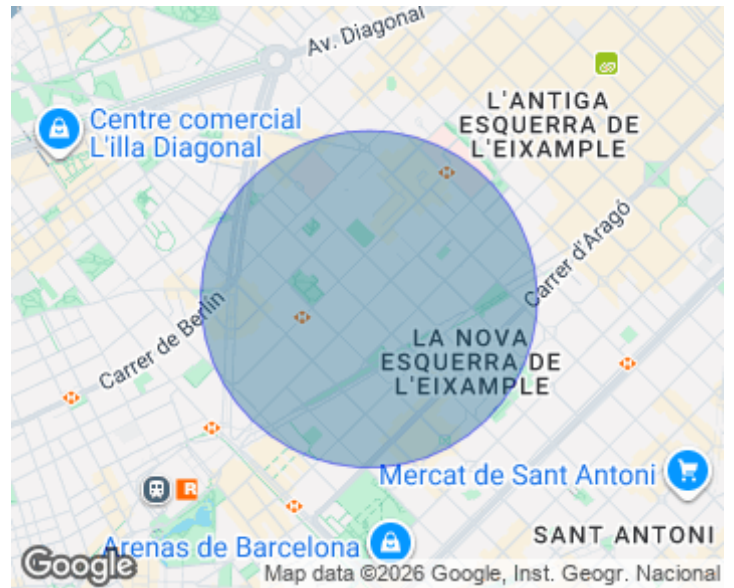 Av. Diagonal
L'ANTIGA
ESQUERRA DE
L'EIXAMPLE
Centre comercial
L'illa Diagonal
Carrer d'Aragó
Carrer de Berlín
LA NOVA
ESQUERRA DE
L'EIXAMPLE
Mercat de Sant Antoni
R
SANT ANTONI
Arenas de Barcelona
Google
Map data ©2026 Google, Inst. Geogr. Nacional